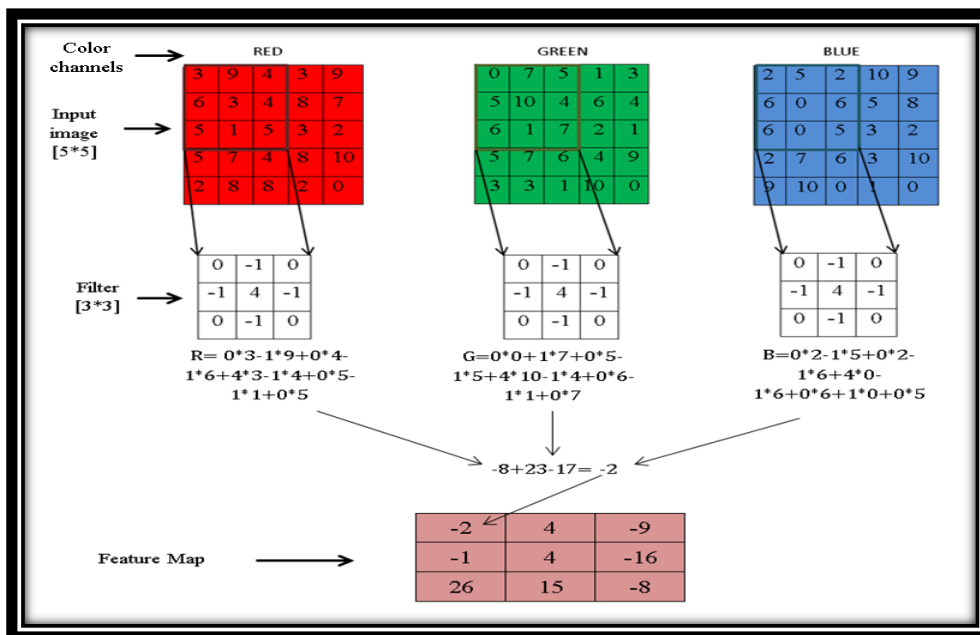 Color channels
RED
GREEN
BLUE
Input image [5*5]
3 9 4 3 9
6 3 4 8 7
5 1 5 3 2
5 7 4 8 10
2 8 8 2 0
0 7 5 1 3
5 10 4 6 4
6 1 7 2 1
5 7 6 4 9
3 3 1 10 0
2 5 2 10 9
6 0 6 5 8
6 0 5 3 2
2 7 6 3 10
9 10 0 1 0
Filter [3*3]
0 -1 0
-1 4 -1
0 -1 0
0 -1 0
-1 4 -1
0 -1 0
0 -1 0
-1 4 -1
0 -1 0
R= 0*3-1*9+0*4-
1*6+4*3-1*4+0*5-
1*1+0*5
G=0*0+1*7+0*5-
1*5+4*10-1*4+0*6-
1*1+0*7
B=0*2-1*5+0*2-
1*6+4*0-
1*6+0*6+1*0+0*5
-8+23-17= -2
Feature Map
-2 4 -9
-1 4 -16
26 15 -8